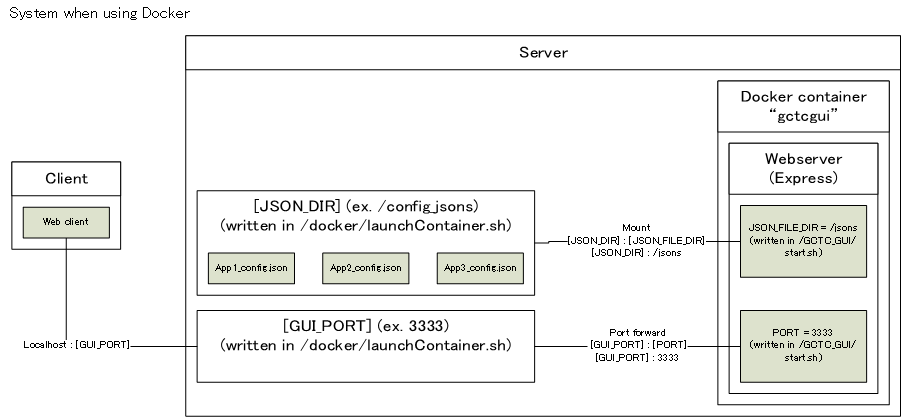 System when using Docker
Server
Docker container
“gctcgui”
Webserver
(Express)
Client
Web client
[JSON_DIR] (ex. /config_jsons)
(written in /docker/launchContainer.sh)
App1_config.json
App2_config.json
App3_config.json
Mount
[JSON_DIR] : [JSON_FILE_DIR]
[JSON_DIR] : /jsons
JSON_FILE_DIR = /jsons
(written in /GCTC_GUI/
start.sh)
Localhost : [GUI_PORT]
[GUI_PORT] (ex. 3333)
(written in /docker/launchContainer.sh)
Port forward
[GUI_PORT] : [PORT]
[GUI_PORT] : 3333
PORT = 3333
(written in /GCTC_GUI/
start.sh)